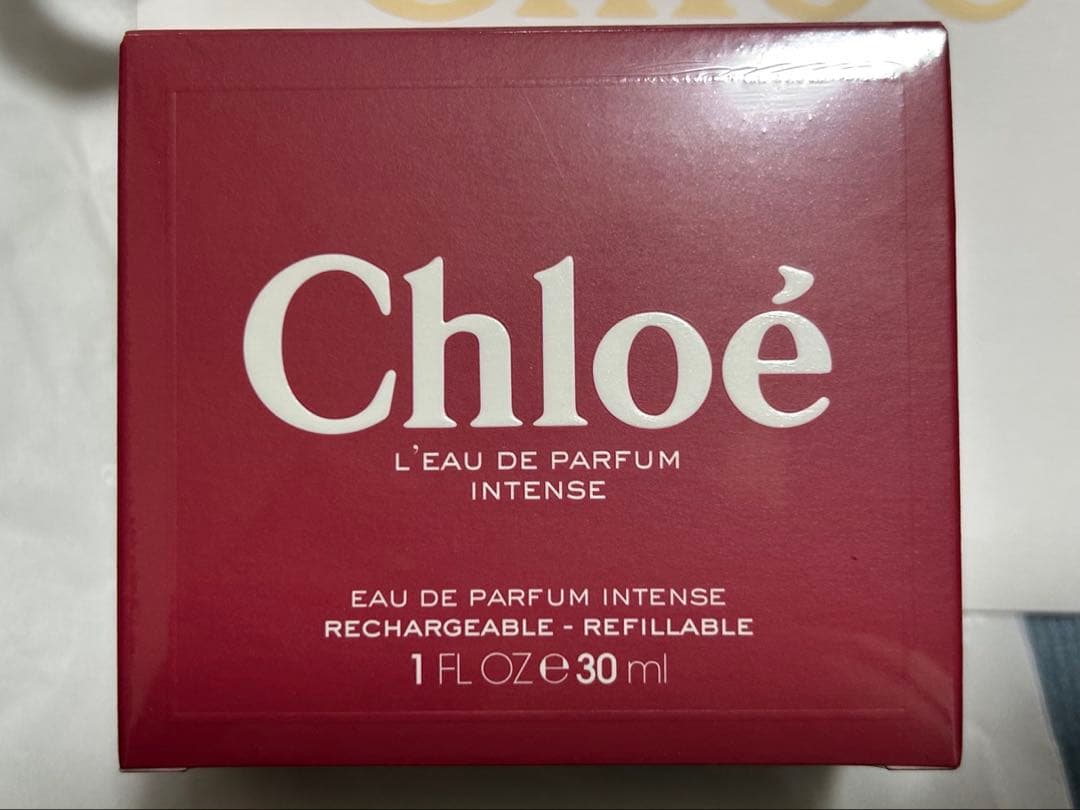 Chloé
L'EAU DE PARFUM
INTENSE
EAU DE PARFUM INTENSE
RECHARGEABLE - REFILLABLE
1 FL OZ ℮ 30 ml